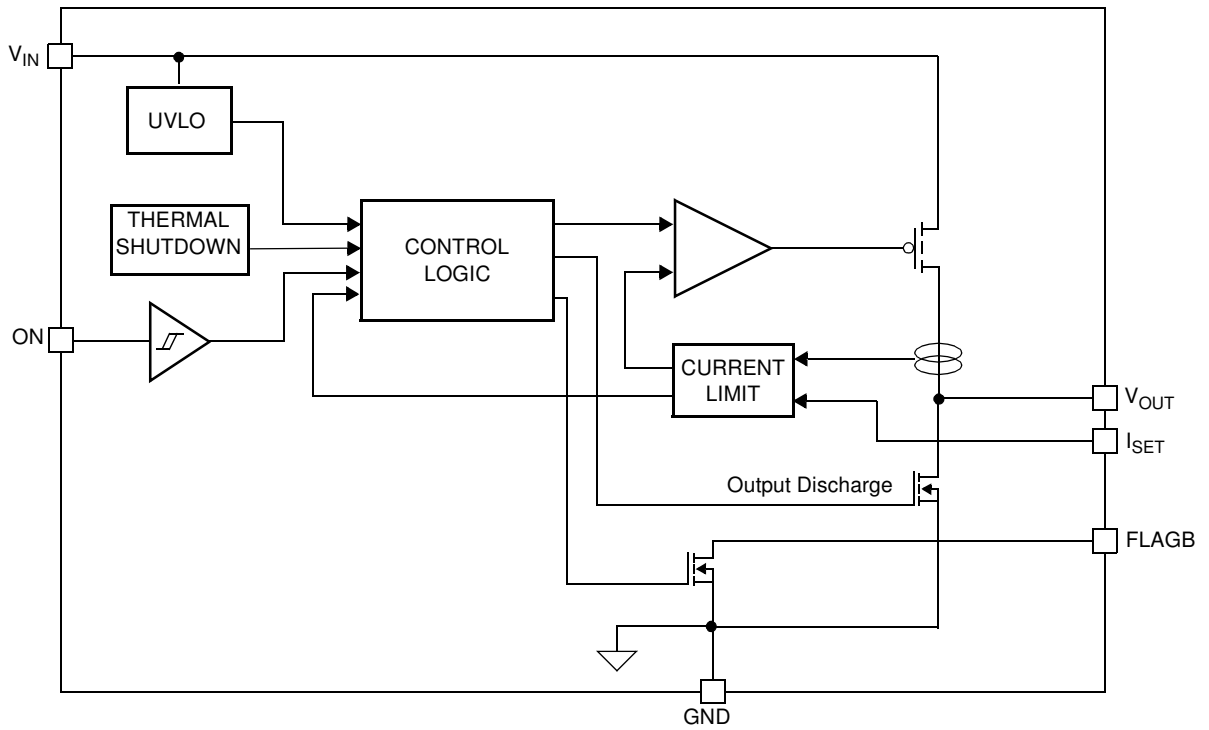 VIN
UVLO
THERMAL
SHUTDOWN
CONTROL
LOGIC
ON
CURRENT
LIMIT
VOUT
ISET
Output Discharge
FLAGB
GND